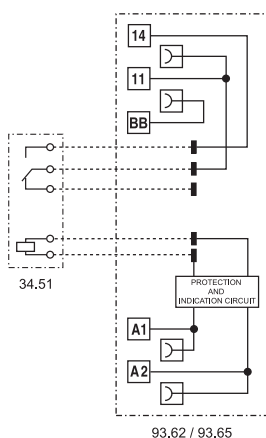 14
11
BB
34.51
PROTECTION
AND
INDICATION CIRCUIT
A1
A2
93.62 / 93.65